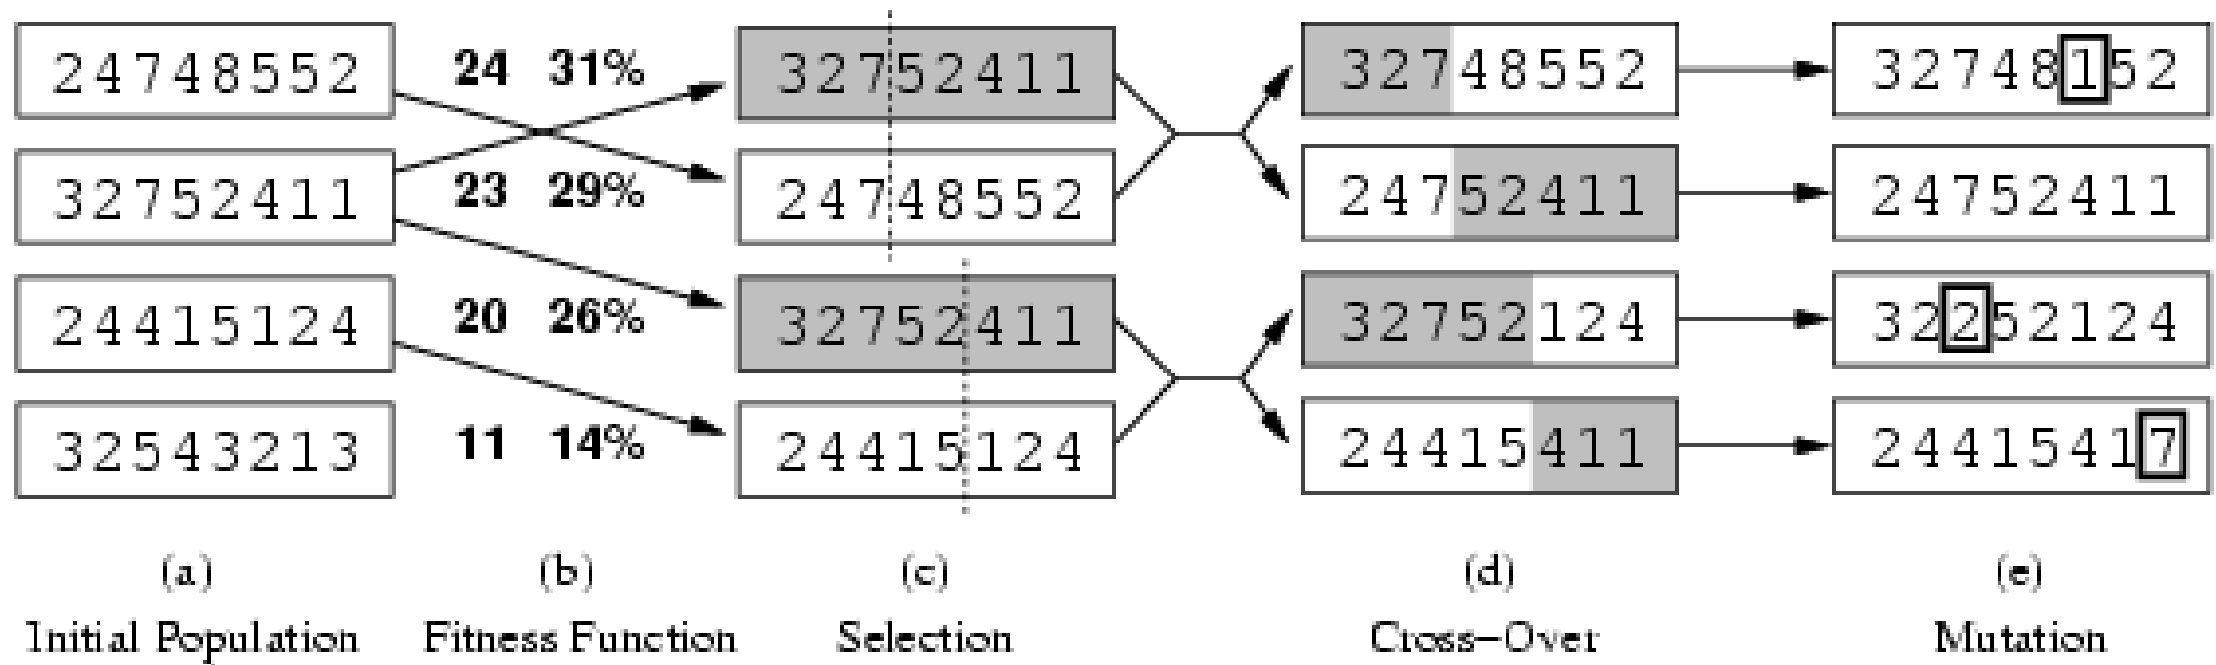 24748552 24 31% 32752411 32748552 32748152
32752411 23 29% 24748552 24752411 24752411
24415124 20 26% 32752411 32752124 32252124
32543213 11 14% 24415124 24415411 24415417
(a) (b) (c) (d) (e)
Initial Population Fitness Function Selection Cross–Over Mutation